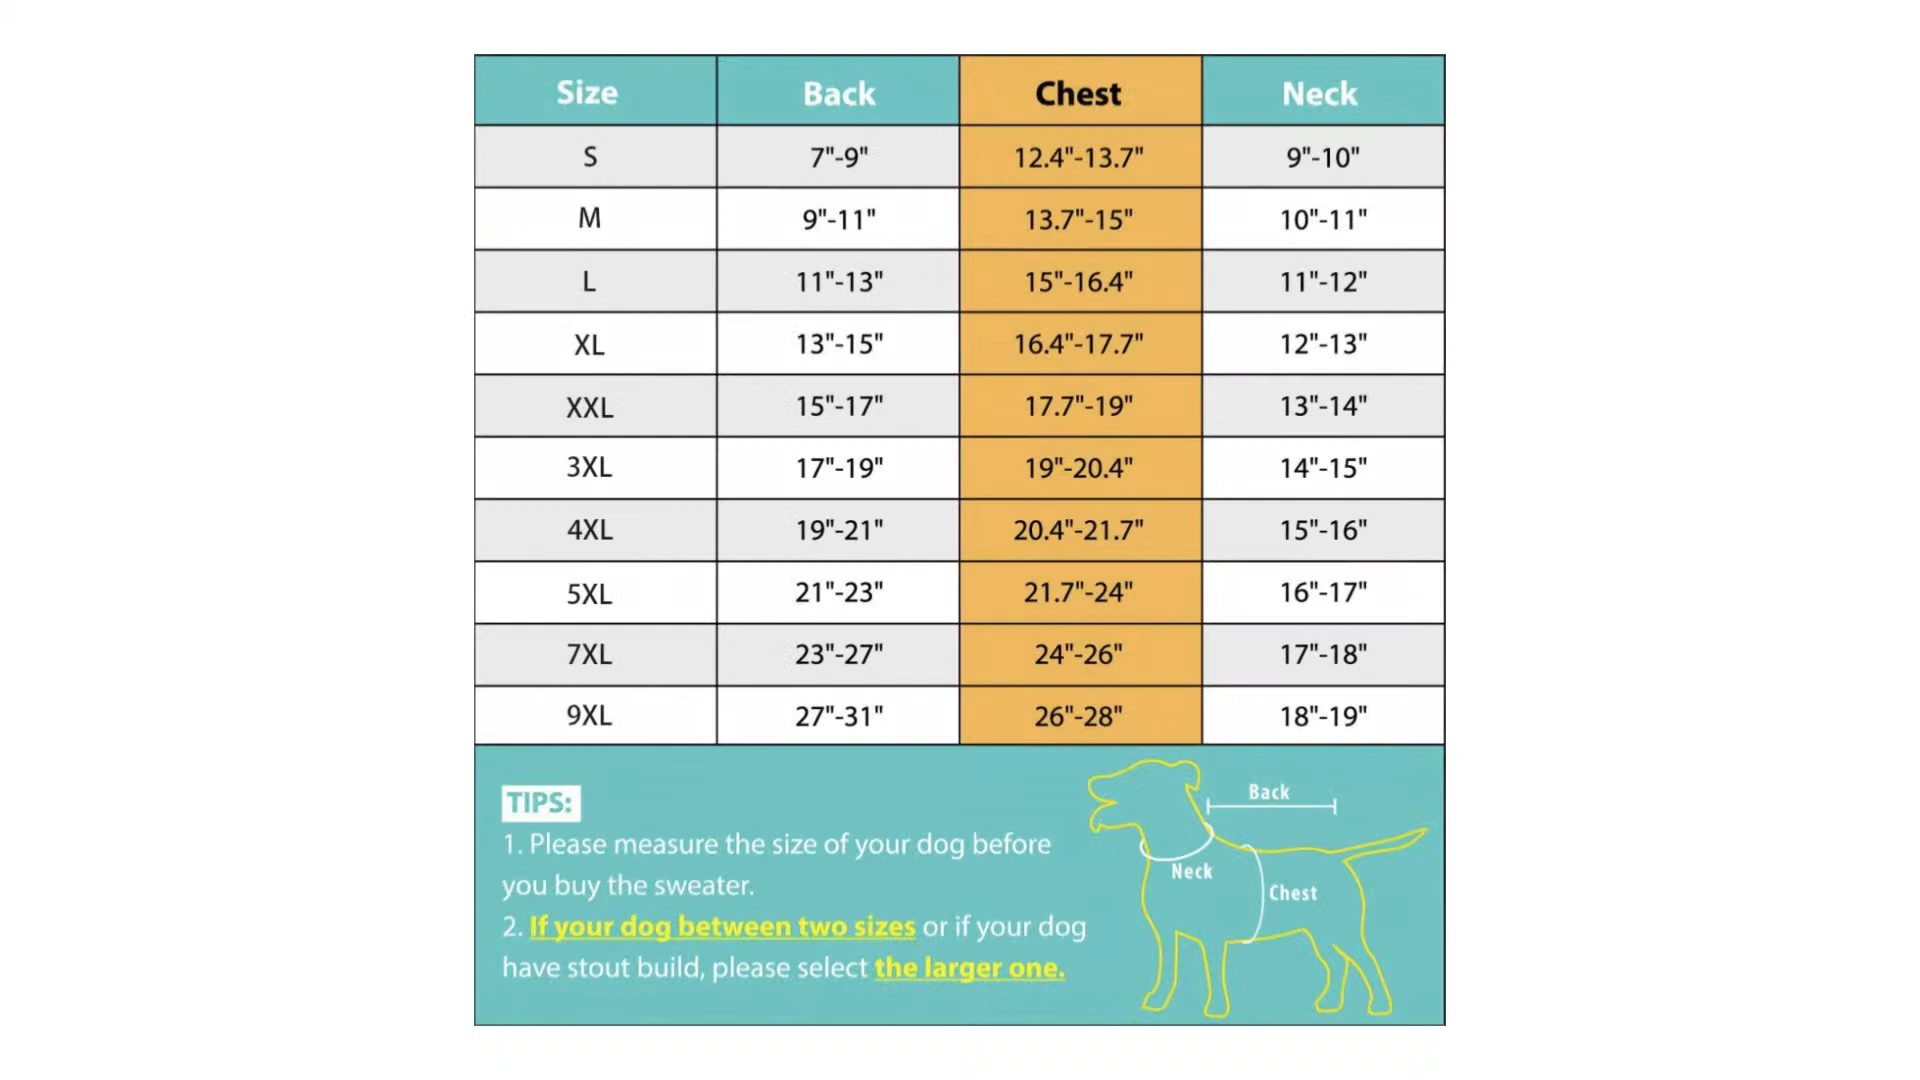 Size Back Chest Neck
S 7"-9" 12.4"-13.7" 9"-10"
M 9"-11" 13.7"-15" 10"-11"
L 11"-13" 15"-16.4" 11"-12"
XL 13"-15" 16.4"-17.7" 12"-13"
XXL 15"-17" 17.7"-19" 13"-14"
3XL 17"-19" 19"-20.4" 14"-15"
4XL 19"-21" 20.4"-21.7" 15"-16"
5XL 21"-23" 21.7"-24" 16"-17"
7XL 23"-27" 24"-26" 17"-18"
9XL 27"-31" 26"-28" 18"-19"
TIPS:
1. Please measure the size of your dog before
you buy the sweater.
2. If your dog between two sizes or if your dog
have stout build, please select the larger one.
Back
Neck
Chest